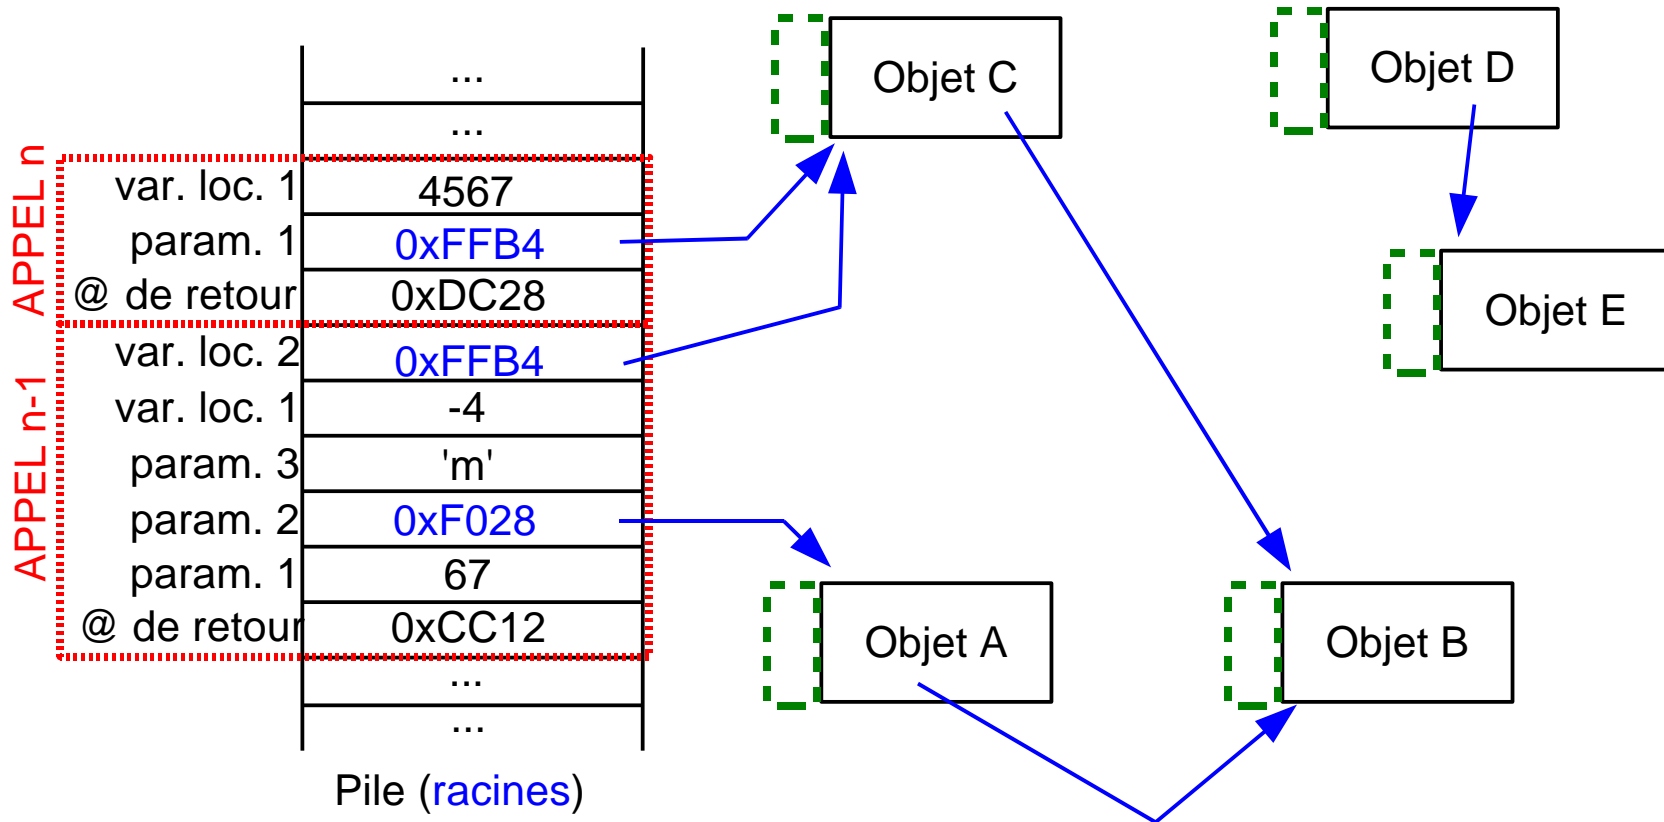 ...
...
APPEL n
var. loc. 1 4567
param. 1 0xFFB4
@ de retour 0xDC28
APPEL n-1
var. loc. 2 0xFFB4
var. loc. 1 -4
param. 3 'm'
param. 2 0xF028
param. 1 67
@ de retour 0xCC12
...
...
Pile (racines)
Objet C
Objet D
Objet E
Objet A
Objet B